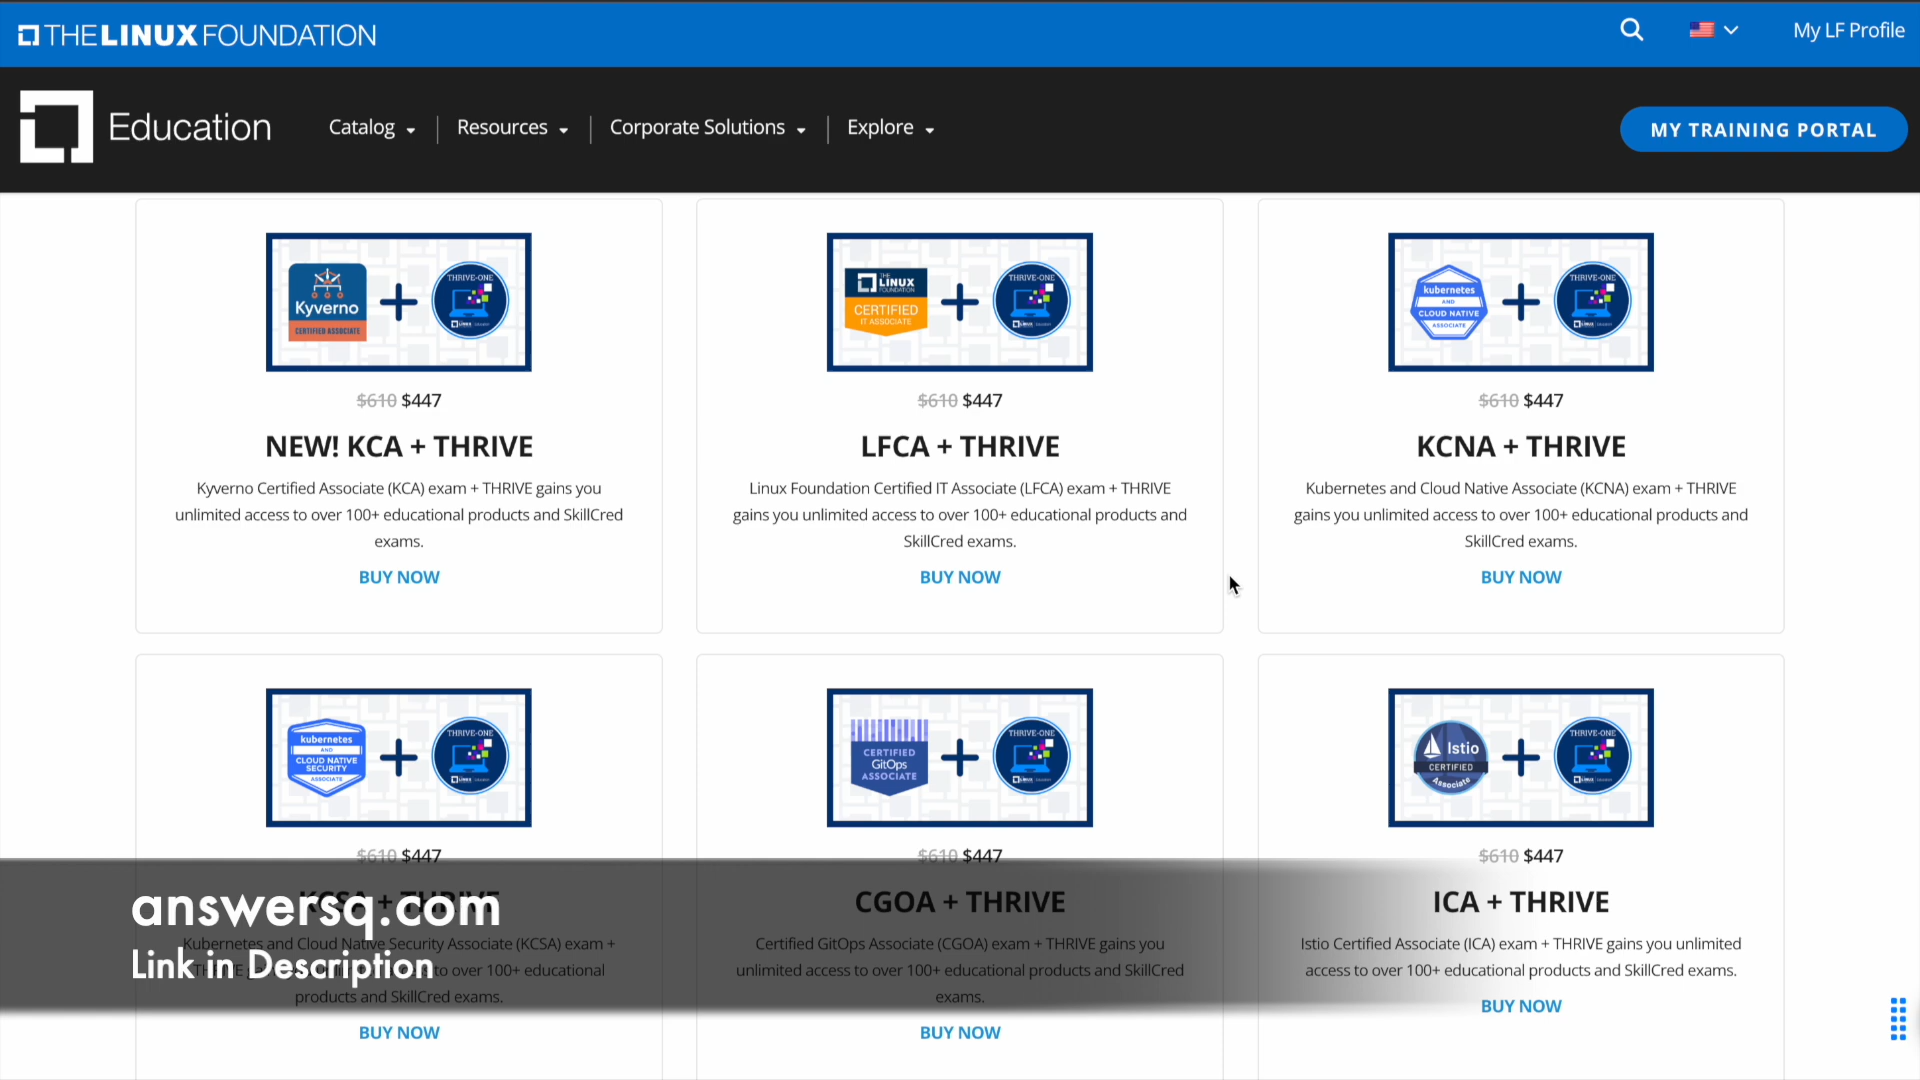 THE LINUX FOUNDATION
My LF Profile
Education
Catalog
Resources
Corporate Solutions
Explore
MY TRAINING PORTAL
Kyverno
CERTIFIED ASSOCIATE
THRIVE-ONE
THE
LINUX
FOUNDATION
CERTIFIED
IT ASSOCIATE
THRIVE-ONE
kubernetes
AND
CLOUD NATIVE
ASSOCIATE
THRIVE-ONE
$610 $447
$610 $447
$610 $447
NEW! KCA + THRIVE
LFCA + THRIVE
KCNA + THRIVE
Kyverno Certified Associate (KCA) exam + THRIVE gains you
unlimited access to over 100+ educational products and SkillCred
exams.
BUY NOW
Linux Foundation Certified IT Associate (LFCA) exam + THRIVE
gains you unlimited access to over 100+ educational products and
SkillCred exams.
BUY NOW
Kubernetes and Cloud Native Associate (KCNA) exam + THRIVE
gains you unlimited access to over 100+ educational products and
SkillCred exams.
BUY NOW
kubernetes
AND
CLOUD NATIVE
SECURITY
ASSOCIATE
THRIVE-ONE
CERTIFIED
GitOps
ASSOCIATE
THRIVE-ONE
Istio
CERTIFIED
Associate
THRIVE-ONE
$610 $447
$610 $447
$610 $447
KCSA + THRIVE
CGOA + THRIVE
ICA + THRIVE
Kubernetes and Cloud Native Security Associate (KCSA) exam +
THRIVE gains you unlimited access to over 100+ educational
products and SkillCred exams.
BUY NOW
Certified GitOps Associate (CGOA) exam + THRIVE gains you
unlimited access to over 100+ educational products and SkillCred
exams.
BUY NOW
Istio Certified Associate (ICA) exam + THRIVE gains you unlimited
access to over 100+ educational products and SkillCred exams.
BUY NOW
answersq.com
Link in Description